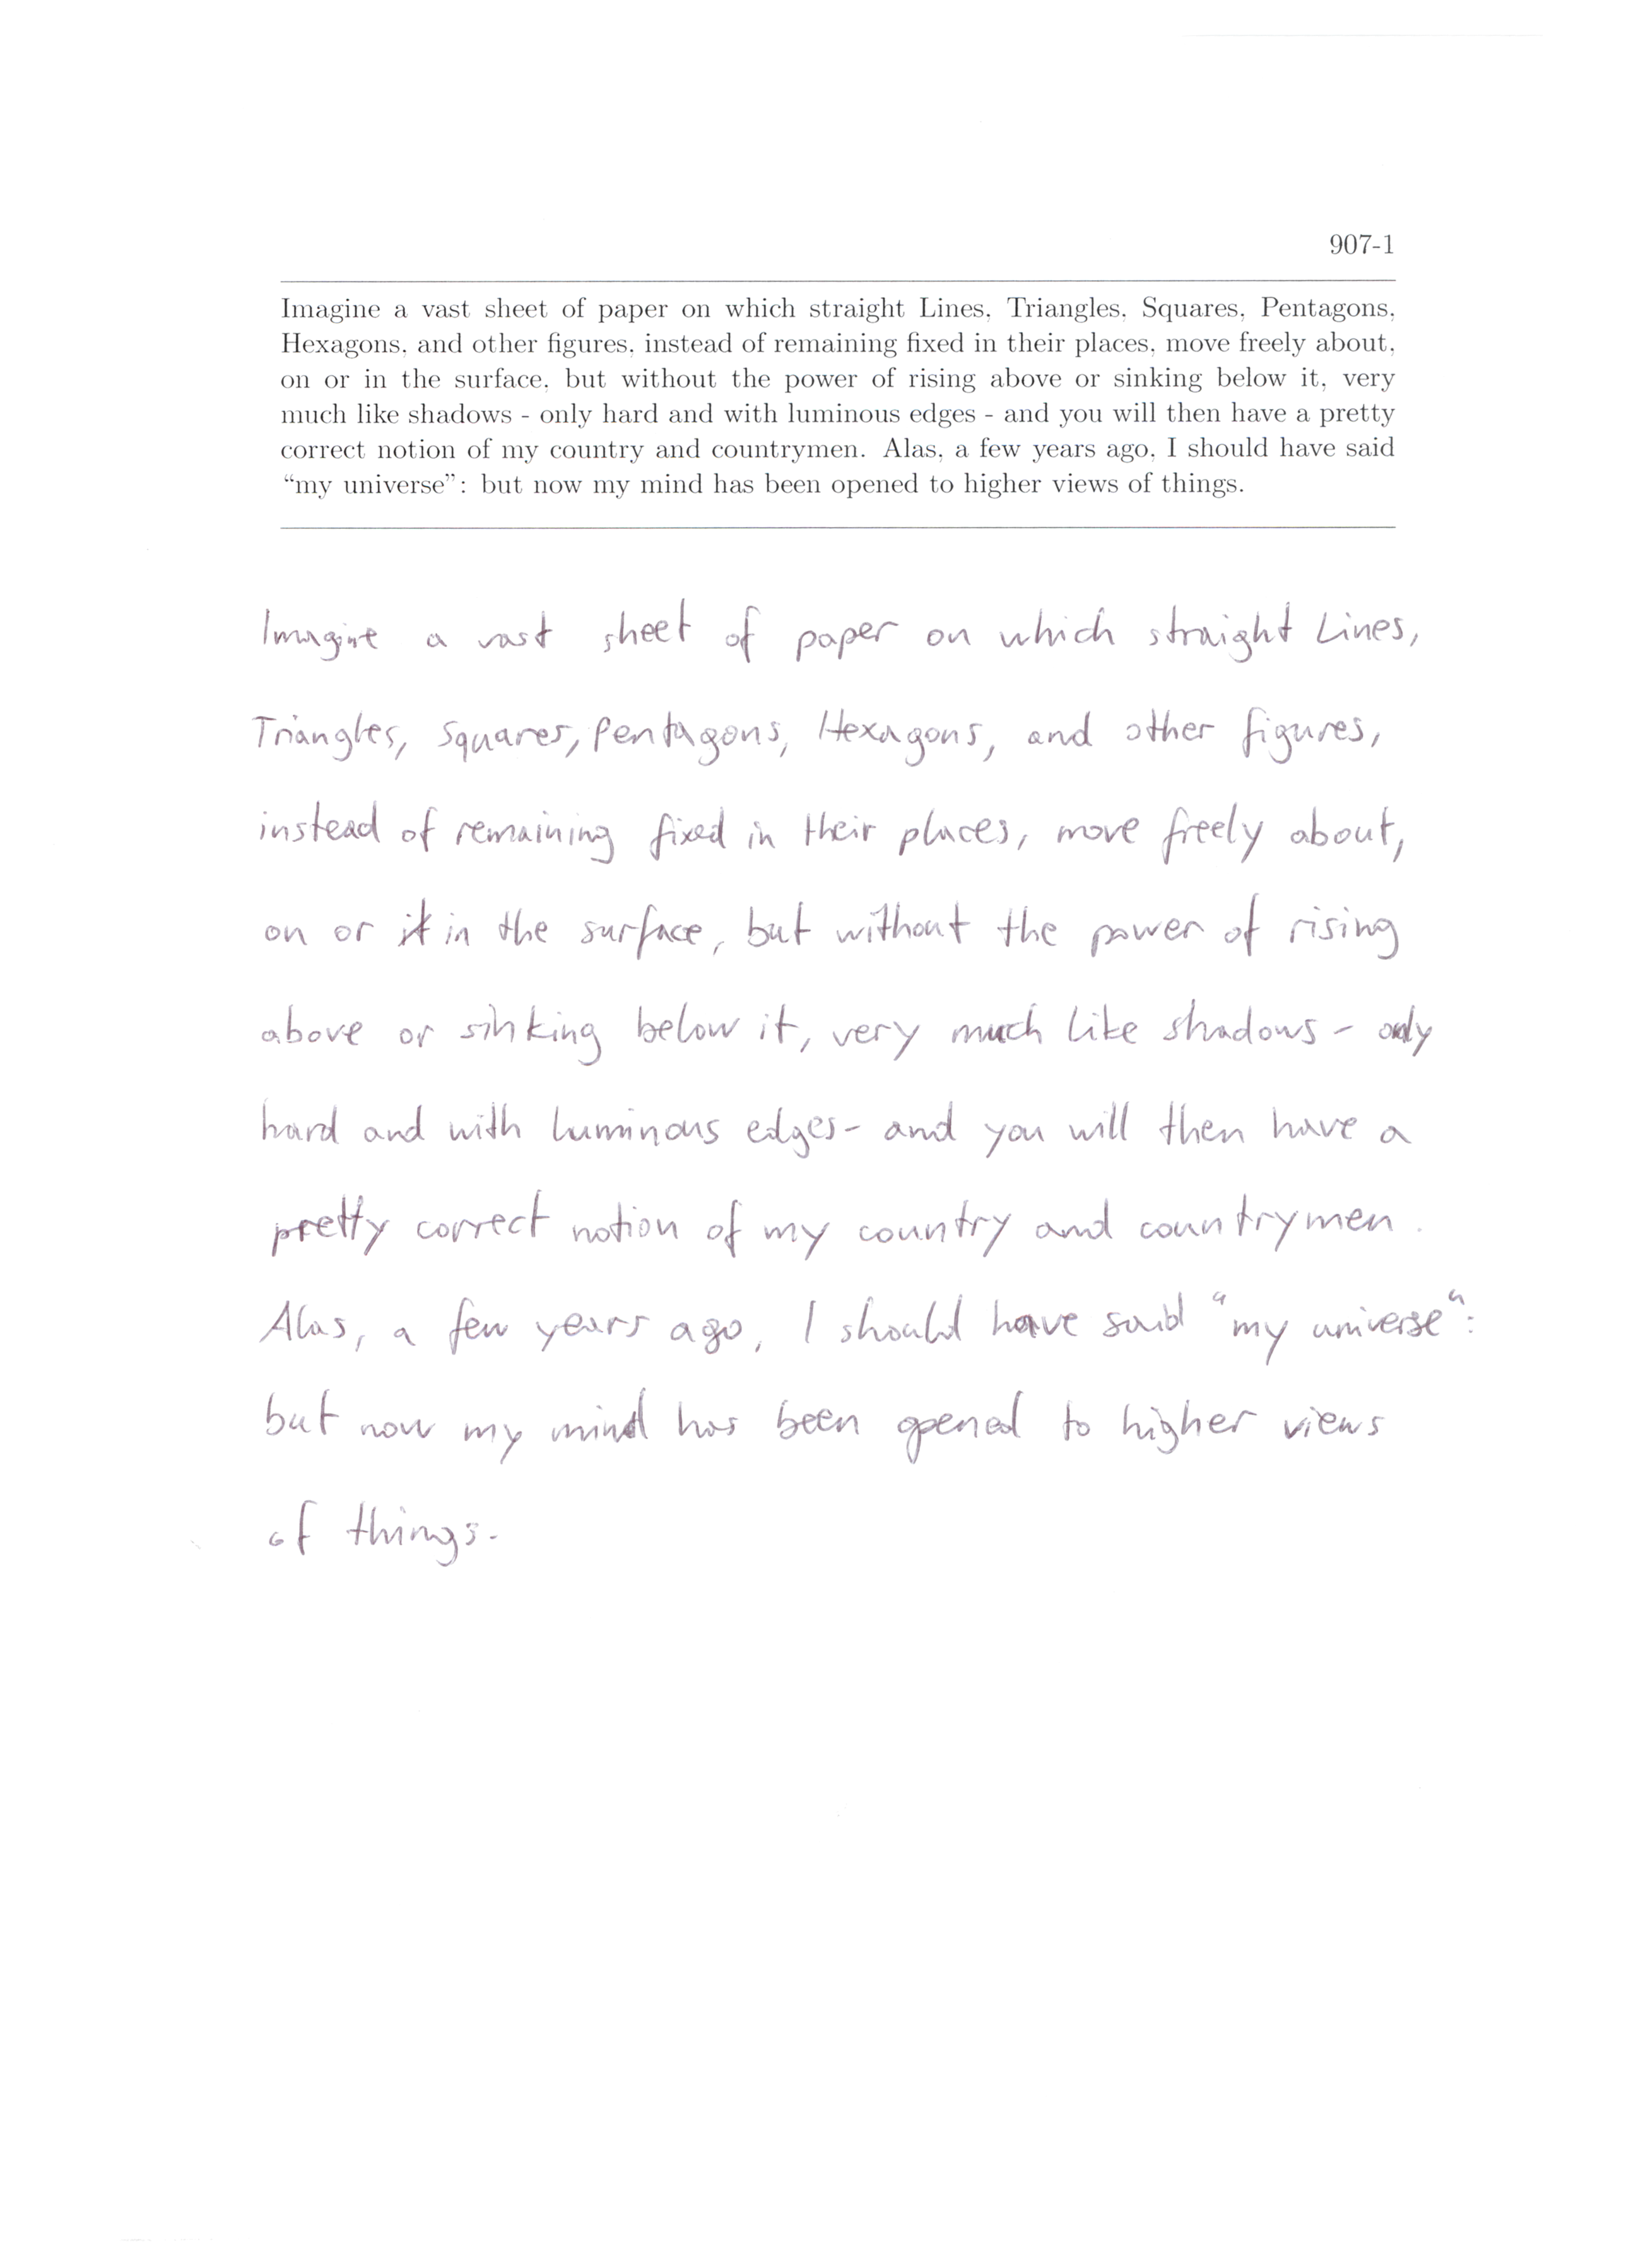 907-1
Imagine a vast sheet of paper on which straight Lines, Triangles, Squares, Pentagons,
Hexagons, and other figures, instead of remaining fixed in their places, move freely about,
on or in the surface, but without the power of rising above or sinking below it, very
much like shadows - only hard and with luminous edges - and you will then have a pretty
correct notion of my country and countrymen. Alas, a few years ago, I should have said
“my universe”: but now my mind has been opened to higher views of things.
Imagine a vast sheet of paper on which straight Lines,
Triangles, Squares, Pentagons, Hexagons, and other figures,
instead of remaining fixed in their places, move freely about,
on or it in the surface, but without the power of rising
above or sinking below it, very much like shadows - only
hard and with luminous edges - and you will then have a
pretty correct notion of my country and countrymen.
Alas, a few years ago, I should have said “my universe”:
but now my mind has been opened to higher views
of things.